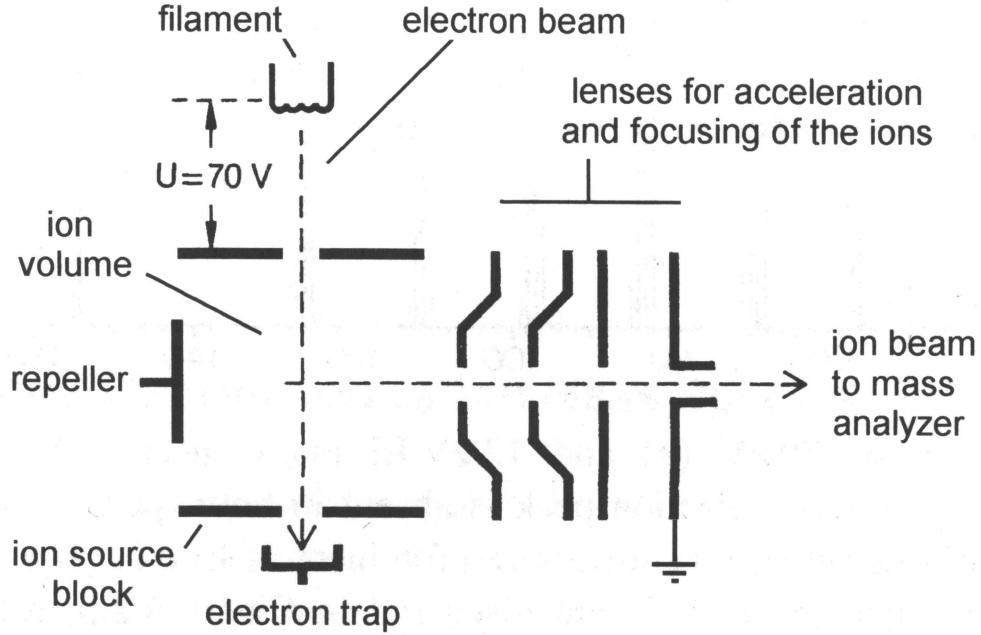 filament
electron beam
lenses for acceleration
and focusing of the ions
U=70 V
ion
volume
repeller
ion beam
to mass
analyzer
ion source
block
electron trap